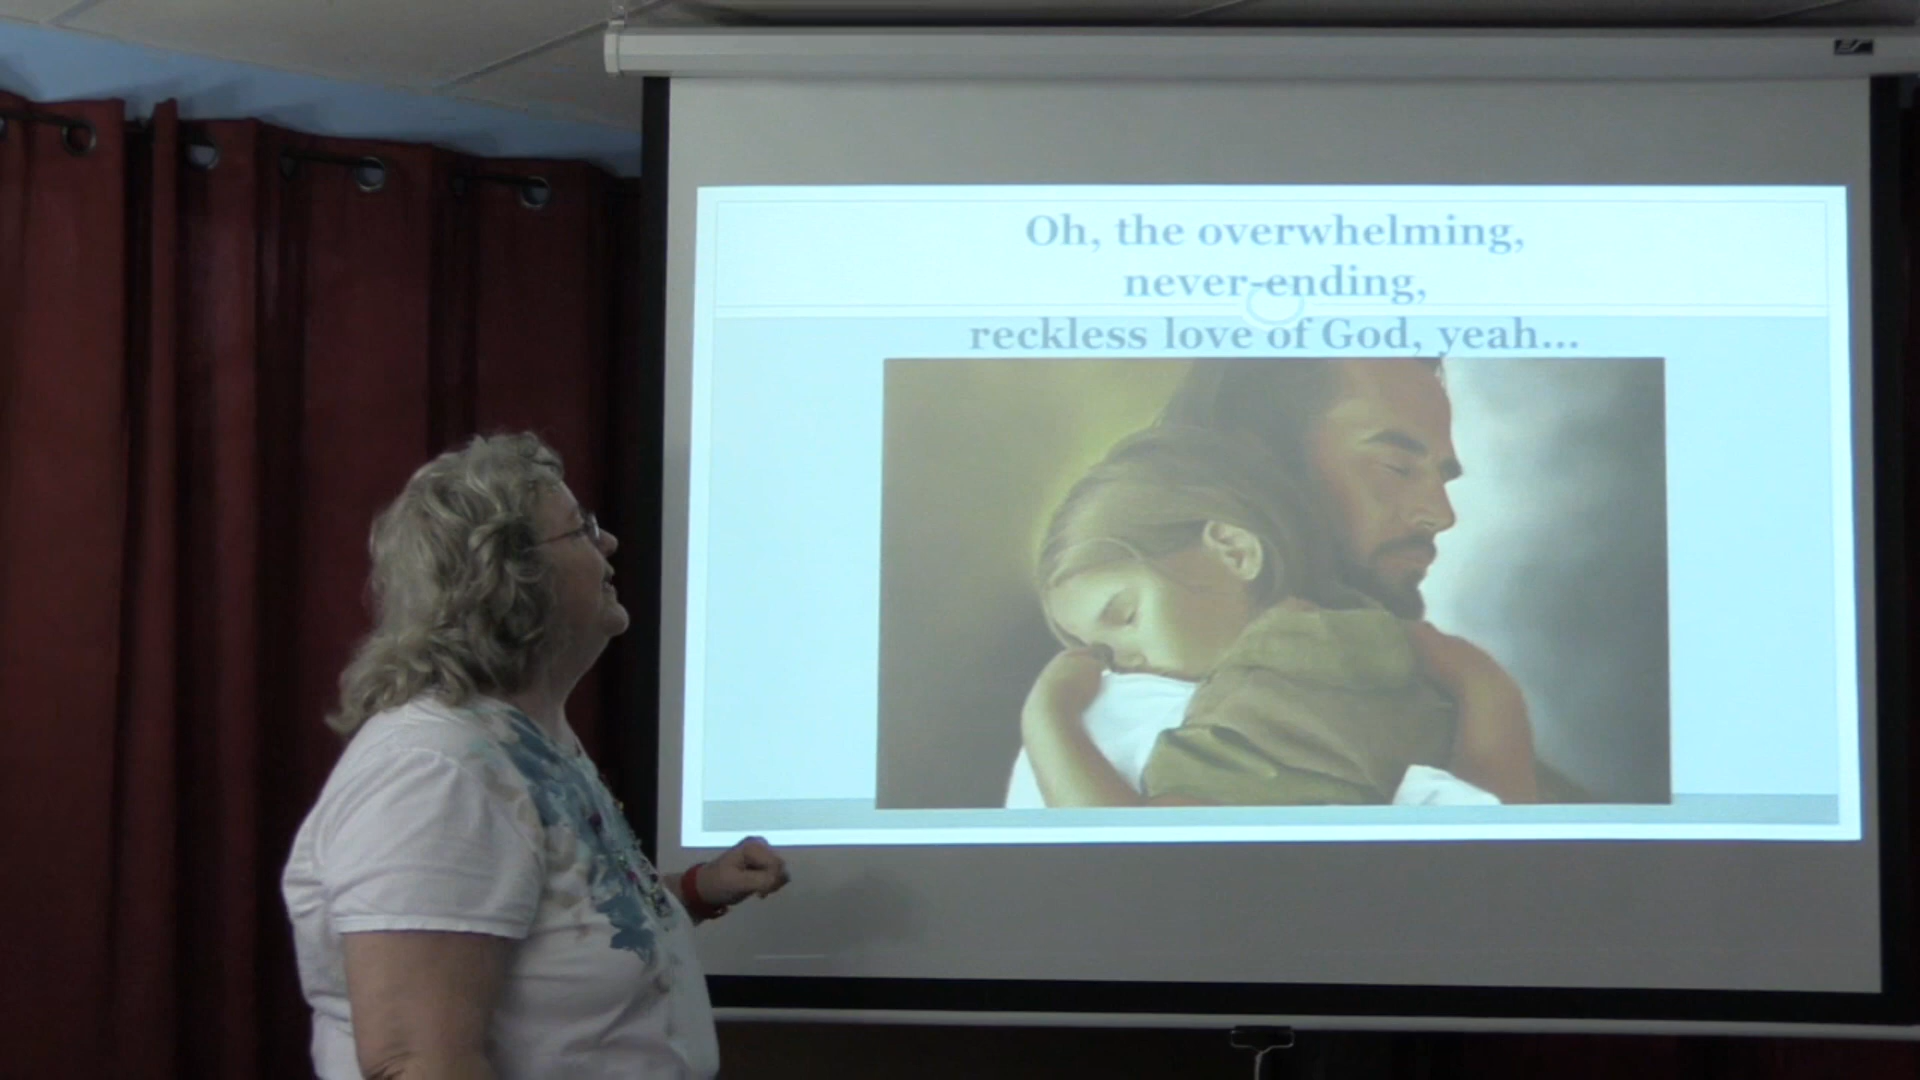 Oh, the overwhelming,
never-ending,
reckless love of God, yeah...